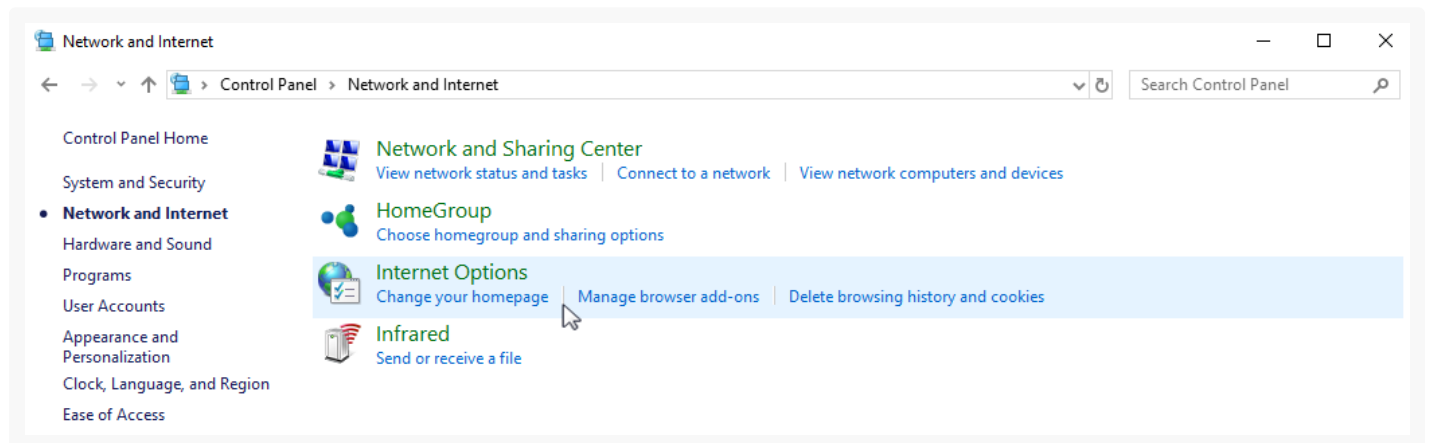 Network and Internet
Control Panel > Network and Internet
Search Control Panel
Control Panel Home
System and Security
Network and Internet
Hardware and Sound
Programs
User Accounts
Appearance and
Personalization
Clock, Language, and Region
Ease of Access
Network and Sharing Center
View network status and tasks | Connect to a network | View network computers and devices
HomeGroup
Choose homegroup and sharing options
Internet Options
Change your homepage | Manage browser add-ons | Delete browsing history and cookies
Infrared
Send or receive a file